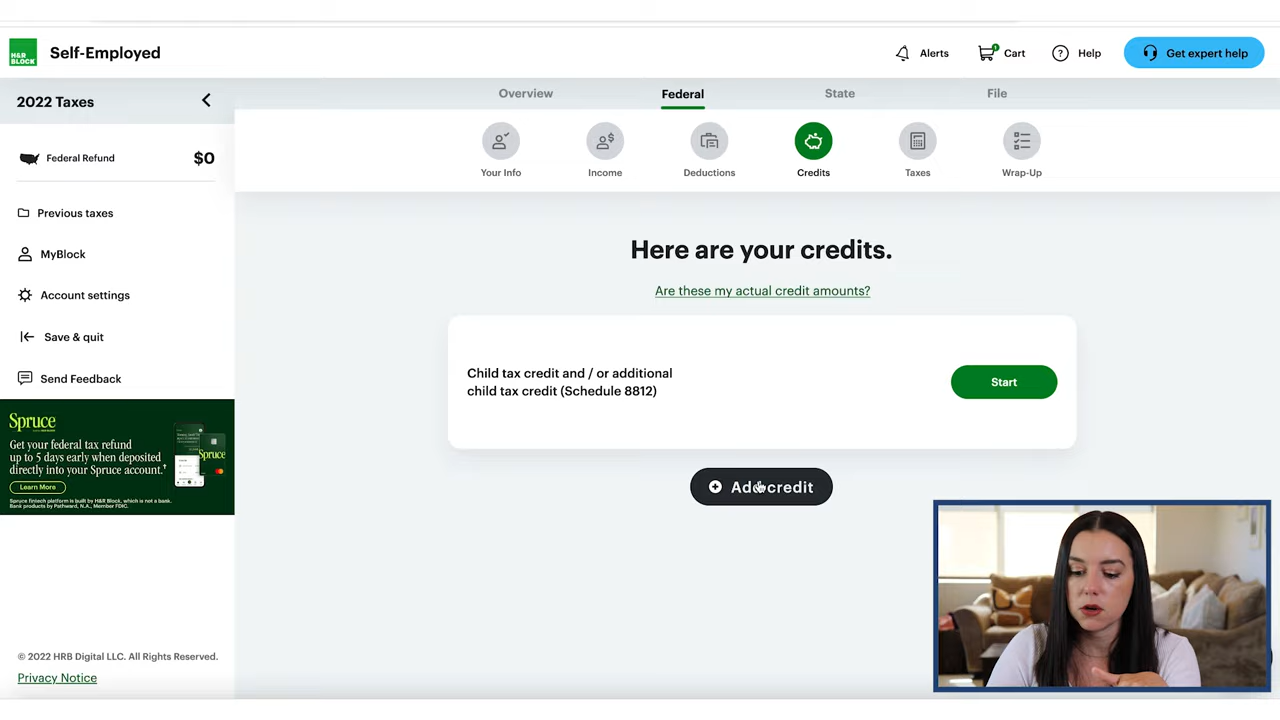 H&R
BLOCK
Self-Employed
Alerts
Cart
Help
Get expert help
2022 Taxes
Overview
Federal
State
File
Federal Refund
$0
Your Info
Income
Deductions
Credits
Taxes
Wrap-Up
Previous taxes
MyBlock
Account settings
Save & quit
Send Feedback
Here are your credits.
Are these my actual credit amounts?
Child tax credit and / or additional
child tax credit (Schedule 8812)
Start
Add credit
Spruce
Get your federal tax refund
up to 5 days early when deposited
directly into your Spruce account.†
Learn More
Spruce fintech platform is built by H&R Block, which is not a bank.
Bank products by Pathward, N.A., Member FDIC.
Spruce
© 2022 HRB Digital LLC. All Rights Reserved.
Privacy Notice